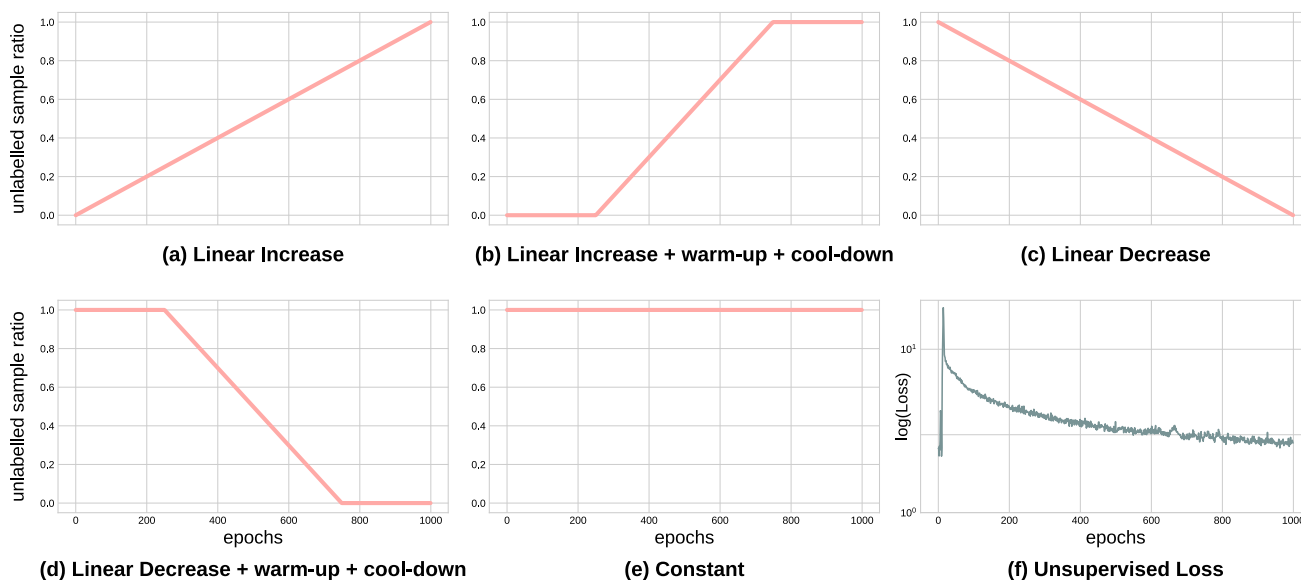 unlabelled sample ratio
1.0
0.8
0.6
0.4
0.2
0.0
(a) Linear Increase
1.0
0.8
0.6
0.4
0.2
0.0
(b) Linear Increase + warm-up + cool-down
1.0
0.8
0.6
0.4
0.2
0.0
(c) Linear Decrease
unlabelled sample ratio
1.0
0.8
0.6
0.4
0.2
0.0
0 200 400 600 800 1000
epochs
(d) Linear Decrease + warm-up + cool-down
1.0
0.8
0.6
0.4
0.2
0.0
0 200 400 600 800 1000
epochs
(e) Constant
log(Loss)
10¹
10⁰
0 200 400 600 800 1000
epochs
(f) Unsupervised Loss